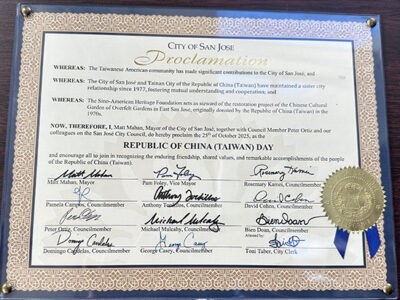 CITY OF SAN JOSE
Proclamation
WHEREAS: The Taiwanese American community has made significant contributions to the City of San José, and
WHEREAS: The City of San José and Tainan City of the Republic of China (Taiwan) have maintained a sister city
relationship since 1977, fostering mutual understanding and cooperation; and
WHEREAS: The Sino-American Heritage Foundation acts as steward of the restoration project of the Chinese Cultural
Garden of Overfelt Gardens in East San Jose, originally donated by the Republic of China (Taiwan) in the
1970s.
NOW, THEREFORE, I, Matt Mahan, Mayor of the City of San José, together with Council Member Peter Ortiz and our
colleagues on the San José City Council, do hereby proclaim the 25th of October 2025, as the
REPUBLIC OF CHINA (TAIWAN) DAY
and encourage all to join in recognizing the enduring friendship, shared values, and remarkable accomplishments of the people
of the Republic of China (Taiwan).
Matt Mahan, Mayor
Pam Foley, Vice Mayor
Rosemary Kamei, Councilmember
Pamela Campos, Councilmember
Anthony Tordillos, Councilmember
David Cohen, Councilmember
Peter Ortiz, Councilmember
Michael Mulcahy, Councilmember
Bien Doan, Councilmember
Domingo Candelas, Councilmember
George Casey, Councilmember
Attested by:
Toni Taber, City Clerk